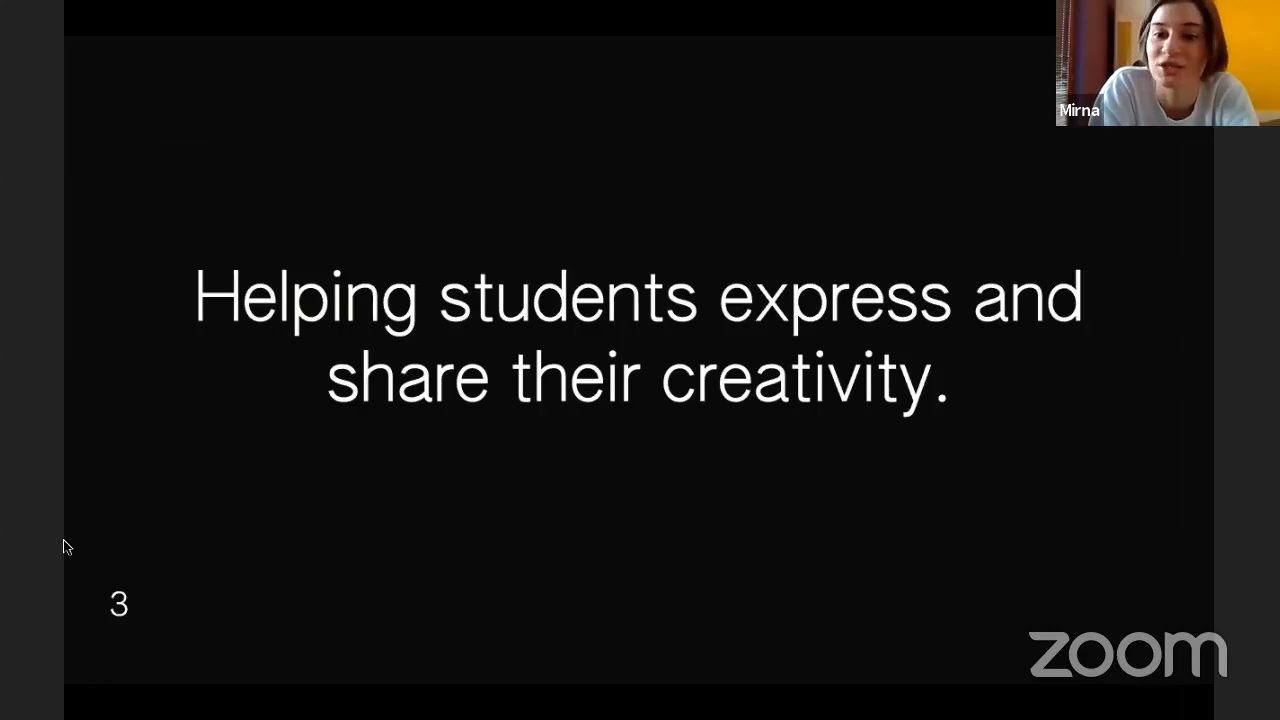 Mirna
Helping students express and
share their creativity.
3
zoom